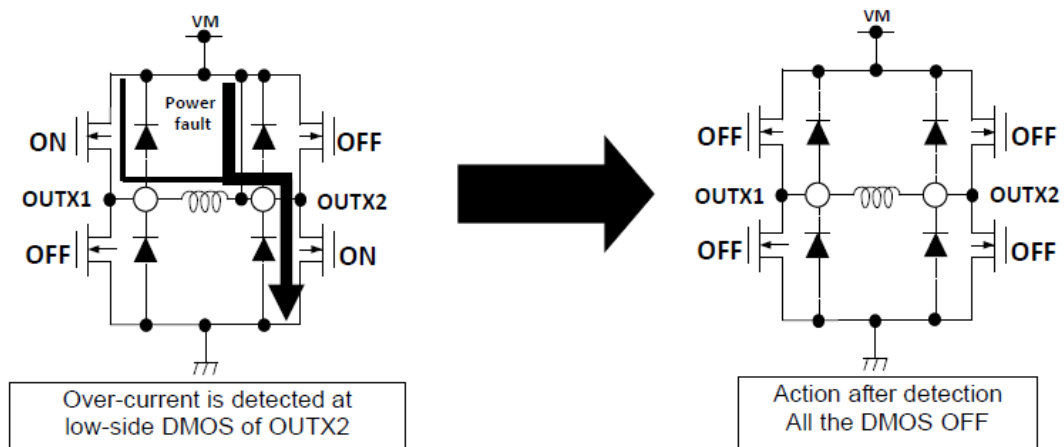 VM
Power
fault
ON
OFF
OUTX1
OUTX2
OFF
ON
Over-current is detected at
low-side DMOS of OUTX2
VM
OFF
OFF
OUTX1
OUTX2
OFF
OFF
Action after detection
All the DMOS OFF